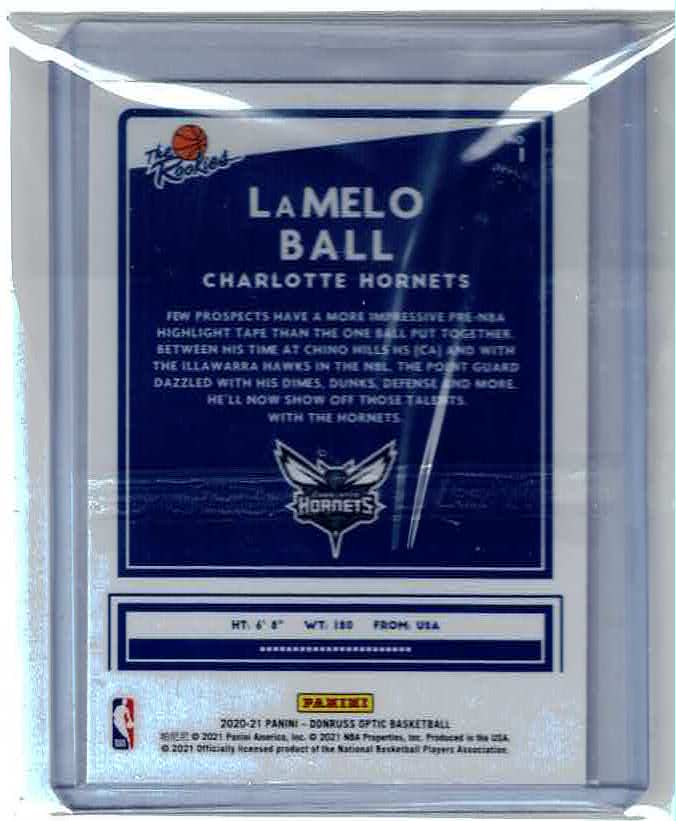 The Rookies
1
LaMELO
BALL
CHARLOTTE HORNETS
FEW PROSPECTS HAVE A MORE IMPRESSIVE PRE-NBA
HIGHLIGHT TAPE THAN THE ONE BALL PUT TOGETHER
BETWEEN HIS TIME AT CHINO HILLS HS (CA) AND WITH
THE ILLAWARRA HAWKS IN THE NBL. THE POINT GUARD
DAZZLED WITH HIS DIMES, DUNKS, DEFENSE AND MORE.
HE'LL NOW SHOW OFF THOSE TALENTS.
WITH THE HORNETS.
CHARLOTTE
HORNETS
HT: 6' 8" WT: 180 FROM: USA
PANINI
2020-21 PANINI - DONRUSS OPTIC BASKETBALL
帕尼尼 © 2021 Panini America, Inc. © 2021 NBA Properties, Inc. Produced in the USA.
© 2021 Officially licensed product of the National Basketball Players Association.